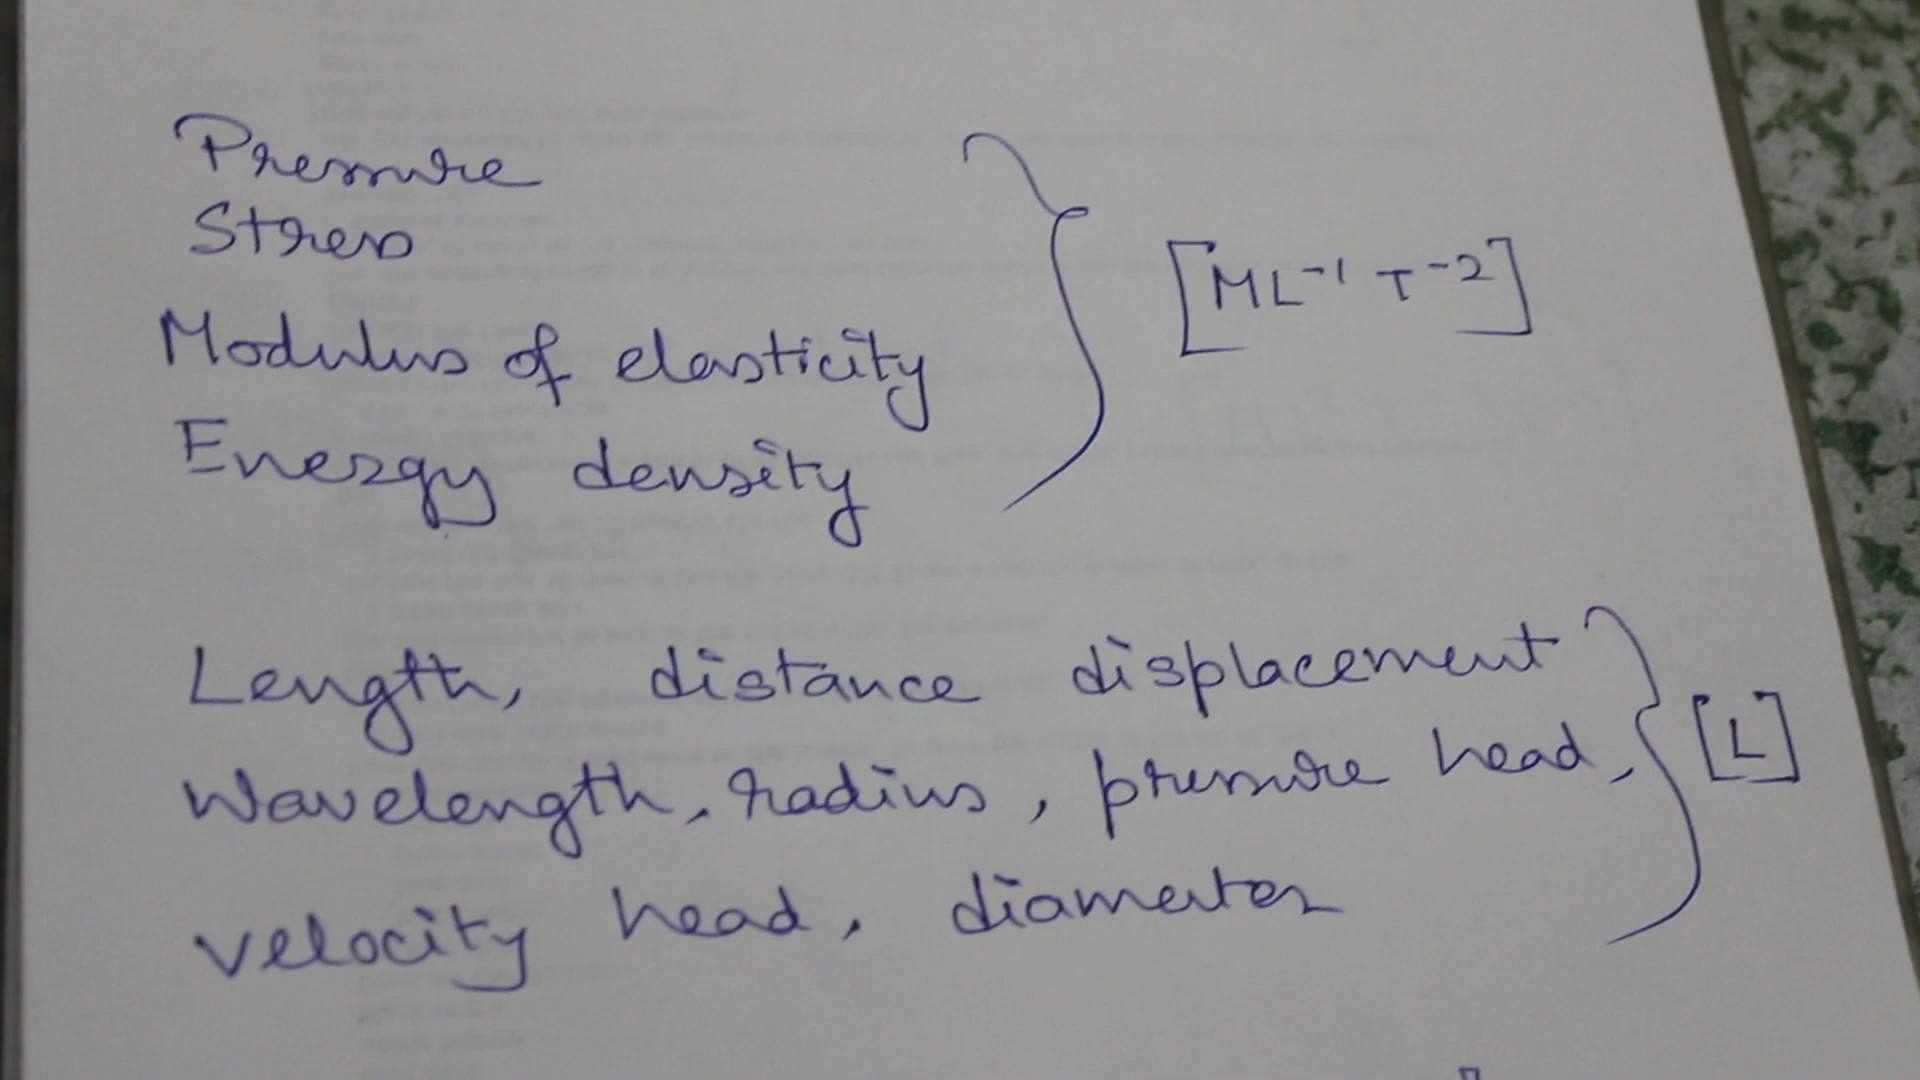 Pressure
Stress
Modulus of elasticity
Energy density
[ML⁻¹ T⁻²]
Length, distance displacement
Wavelength, radius, pressure head,
velocity head, diameter
[L]